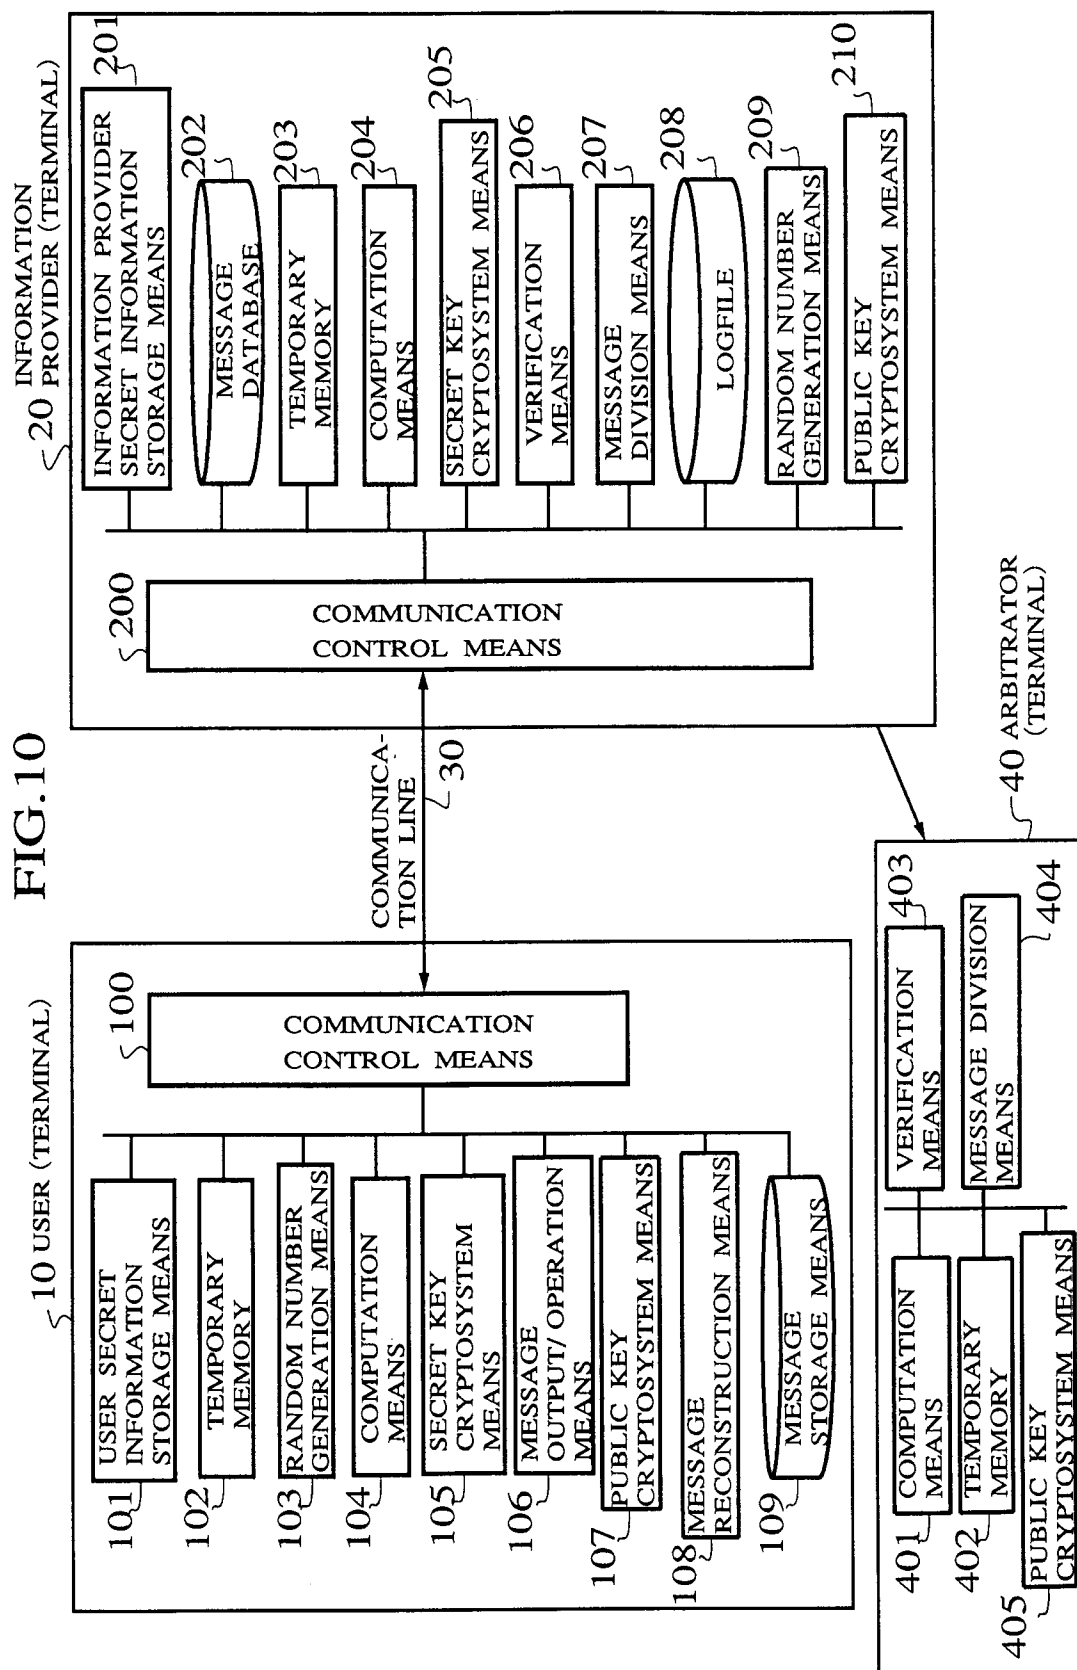 FIG.10
10 USER (TERMINAL)
100
COMMUNICATION
CONTROL MEANS
101
USER SECRET
INFORMATION
STORAGE MEANS
102
TEMPORARY
MEMORY
103
RANDOM NUMBER
GENERATION MEANS
104
COMPUTATION
MEANS
105
SECRET KEY
CRYPTOSYSTEM
MEANS
106
MESSAGE
OUTPUT/ OPERATION
MEANS
107
PUBLIC KEY
CRYPTOSYSTEM MEANS
108
MESSAGE
RECONSTRUCTION MEANS
109
MESSAGE
STORAGE MEANS
COMMUNICA-
TION LINE
30
20
INFORMATION
PROVIDER (TERMINAL)
200
COMMUNICATION
CONTROL MEANS
201
INFORMATION PROVIDER
SECRET INFORMATION
STORAGE MEANS
202
MESSAGE
DATABASE
203
TEMPORARY
MEMORY
204
COMPUTATION
MEANS
205
SECRET KEY
CRYPTOSYSTEM MEANS
206
VERIFICATION
MEANS
207
MESSAGE
DIVISION MEANS
208
LOGFILE
209
RANDOM NUMBER
GENERATION MEANS
210
PUBLIC KEY
CRYPTOSYSTEM MEANS
40 ARBITRATOR
(TERMINAL)
401
COMPUTATION
MEANS
402
TEMPORARY
MEMORY
403
VERIFICATION
MEANS
404
MESSAGE DIVISION
MEANS
405
PUBLIC KEY
CRYPTOSYSTEM MEANS